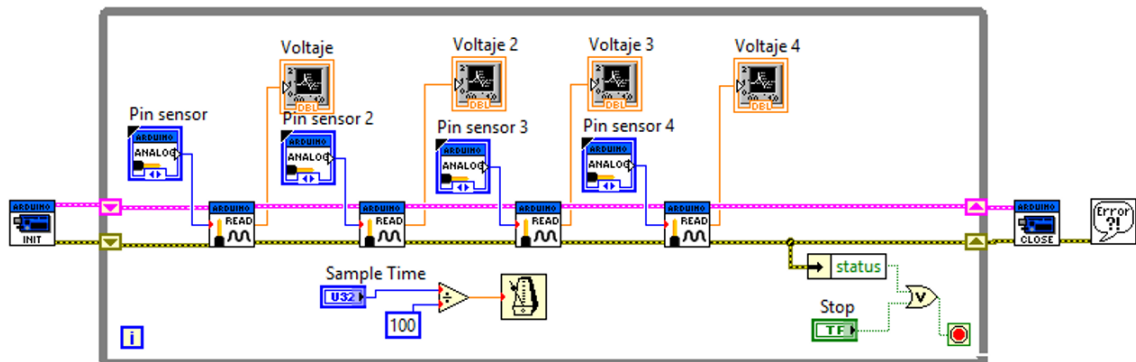 Voltaje
Voltaje 2
Voltaje 3
Voltaje 4
DBL
DBL
DBL
DBL
Pin sensor
Pin sensor 2
Pin sensor 3
Pin sensor 4
ARDUINO
ANALOG
ARDUINO
ANALOG
ARDUINO
ANALOG
ARDUINO
ANALOG
ARDUINO
INIT
ARDUINO
READ
ARDUINO
READ
ARDUINO
READ
ARDUINO
READ
ARDUINO
CLOSE
Error
?!
Sample Time
U32
100
÷
status
V
Stop
TF
i